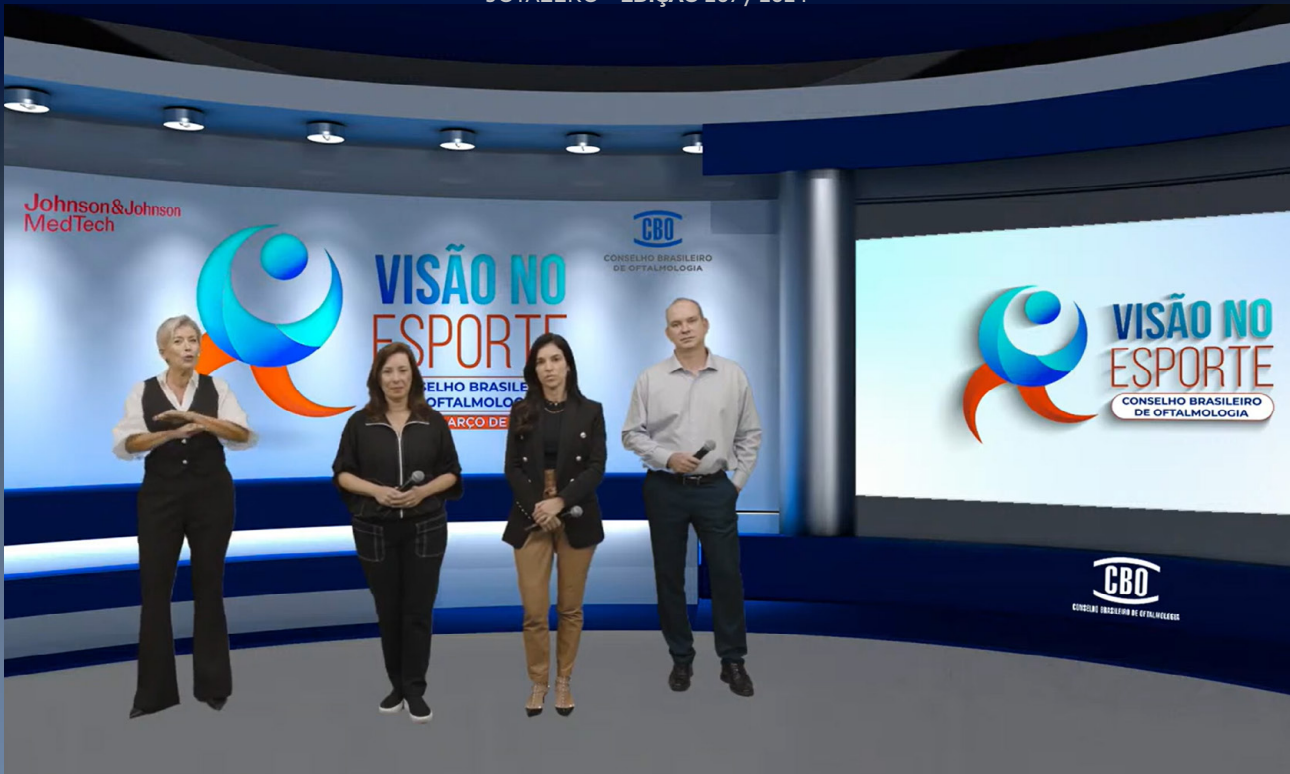 EDIÇÃO
Johnson&Johnson
MedTech
CBO
CONSELHO BRASILEIRO
DE OFTALMOLOGIA
VISÃO NO
ESPORTE
VISÃO NO
ESPORTE
CONSELHO BRASILEIRO
DE OFTALMOLOGIA
CBO
CONSELHO BRASILEIRO DE OFTALMOLOGIA